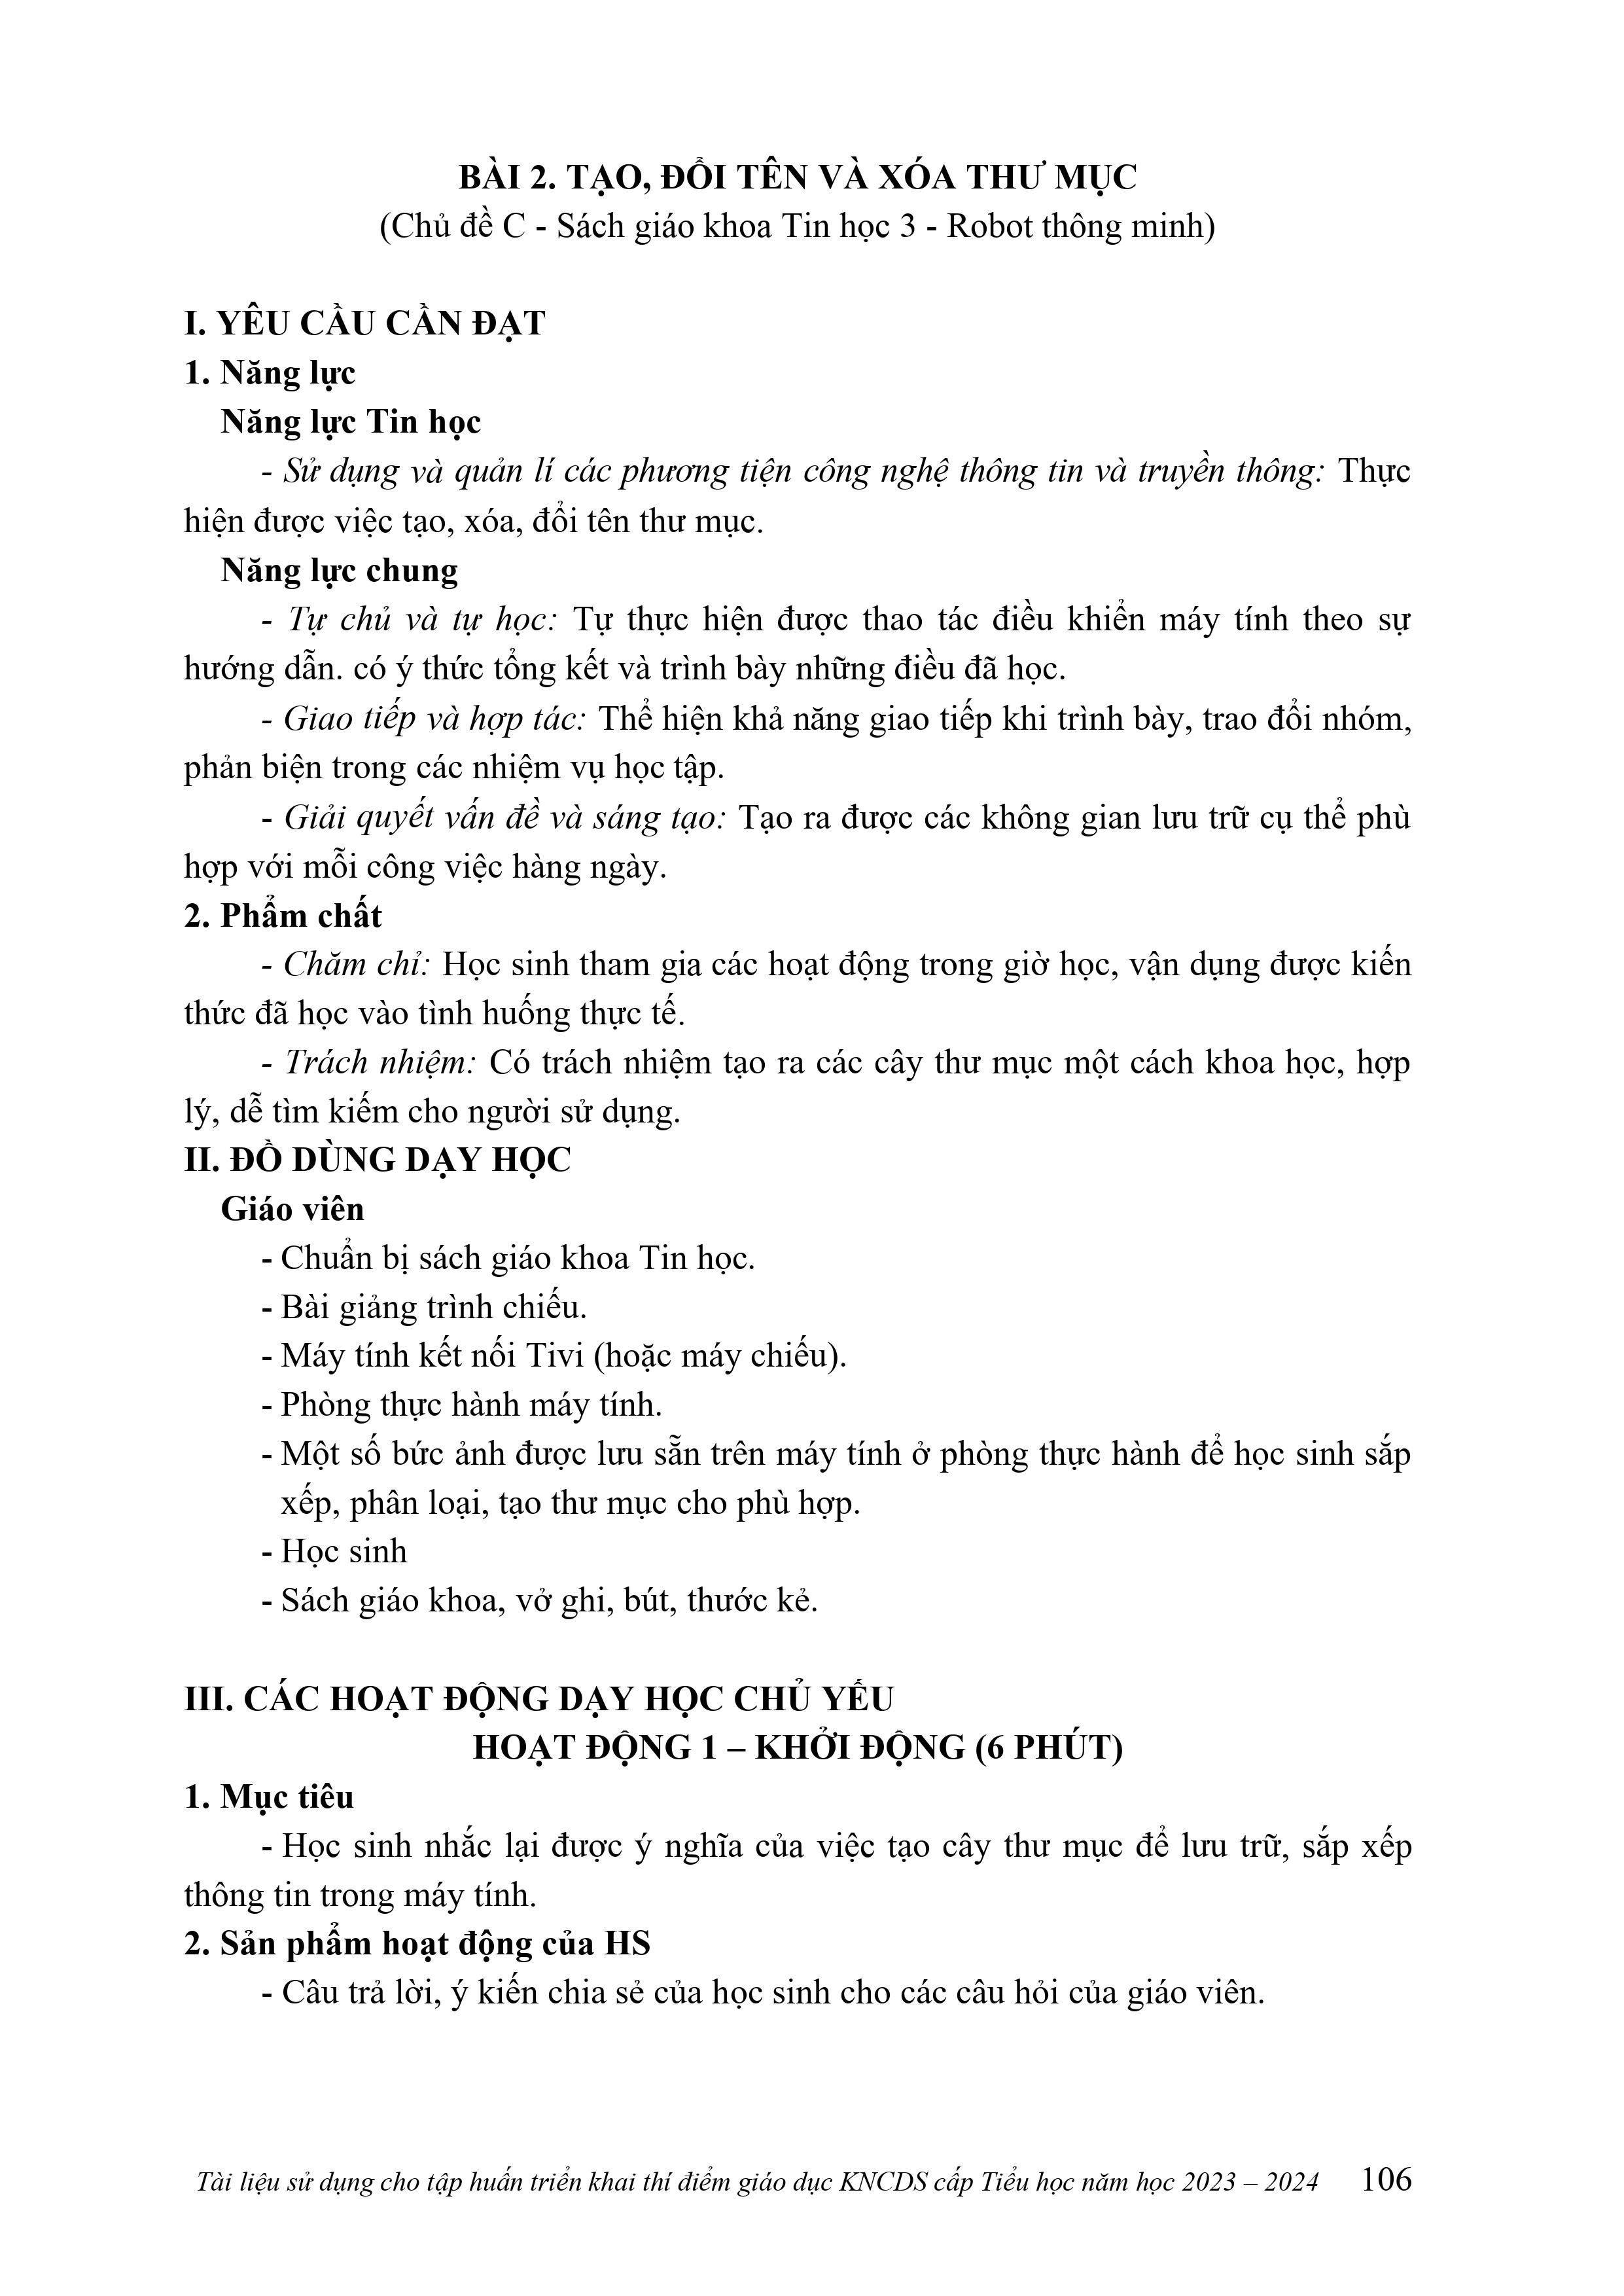 BÀI 2. TẠO, ĐỔI TÊN VÀ XÓA THƯ MỤC
(Chủ đề C - Sách giáo khoa Tin học 3 - Robot thông minh)
I. YÊU CẦU CẦN ĐẠT
1. Năng lực
Năng lực Tin học
- Sử dụng và quản lí các phương tiện công nghệ thông tin và truyền thông: Thực
hiện được việc tạo, xóa, đổi tên thư mục.
Năng lực chung
- Tự chủ và tự học: Tự thực hiện được thao tác điều khiển máy tính theo sự
hướng dẫn. có ý thức tổng kết và trình bày những điều đã học.
- Giao tiếp và hợp tác: Thể hiện khả năng giao tiếp khi trình bày, trao đổi nhóm,
phản biện trong các nhiệm vụ học tập.
- Giải quyết vấn đề và sáng tạo: Tạo ra được các không gian lưu trữ cụ thể phù
hợp với mỗi công việc hàng ngày.
2. Phẩm chất
- Chăm chỉ: Học sinh tham gia các hoạt động trong giờ học, vận dụng được kiến
thức đã học vào tình huống thực tế.
- Trách nhiệm: Có trách nhiệm tạo ra các cây thư mục một cách khoa học, hợp
lý, dễ tìm kiếm cho người sử dụng.
II. ĐỒ DÙNG DẠY HỌC
Giáo viên
- Chuẩn bị sách giáo khoa Tin học.
- Bài giảng trình chiếu.
- Máy tính kết nối Tivi (hoặc máy chiếu).
- Phòng thực hành máy tính.
- Một số bức ảnh được lưu sẵn trên máy tính ở phòng thực hành để học sinh sắp
xếp, phân loại, tạo thư mục cho phù hợp.
- Học sinh
- Sách giáo khoa, vở ghi, bút, thước kẻ.
III. CÁC HOẠT ĐỘNG DẠY HỌC CHỦ YẾU
HOẠT ĐỘNG 1 – KHỞI ĐỘNG (6 PHÚT)
1. Mục tiêu
- Học sinh nhắc lại được ý nghĩa của việc tạo cây thư mục để lưu trữ, sắp xếp
thông tin trong máy tính.
2. Sản phẩm hoạt động của HS
- Câu trả lời, ý kiến chia sẻ của học sinh cho các câu hỏi của giáo viên.
Tài liệu sử dụng cho tập huấn triển khai thí điểm giáo dục KNCDS cấp Tiểu học năm học 2023 – 2024 106